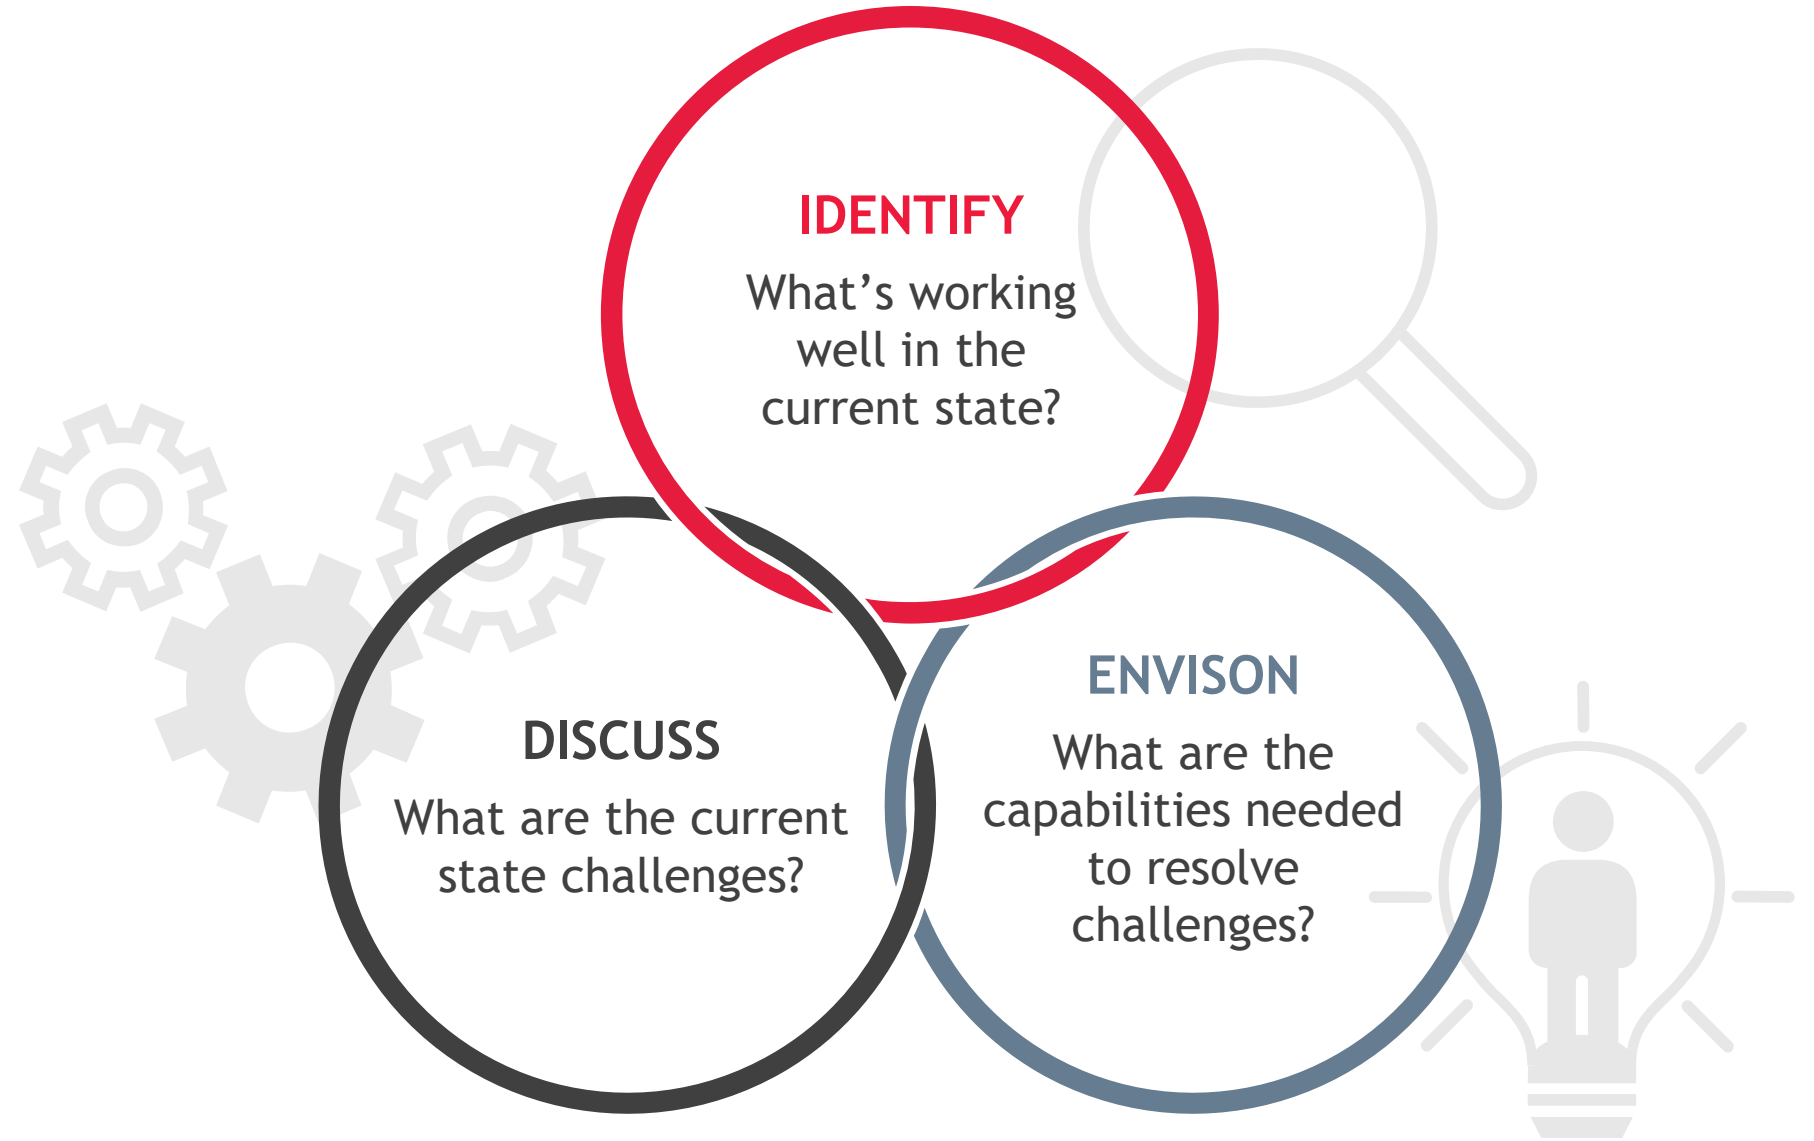 IDENTIFY
What’s working
well in the
current state?
DISCUSS
What are the current
state challenges?
ENVISON
What are the
capabilities needed
to resolve
challenges?